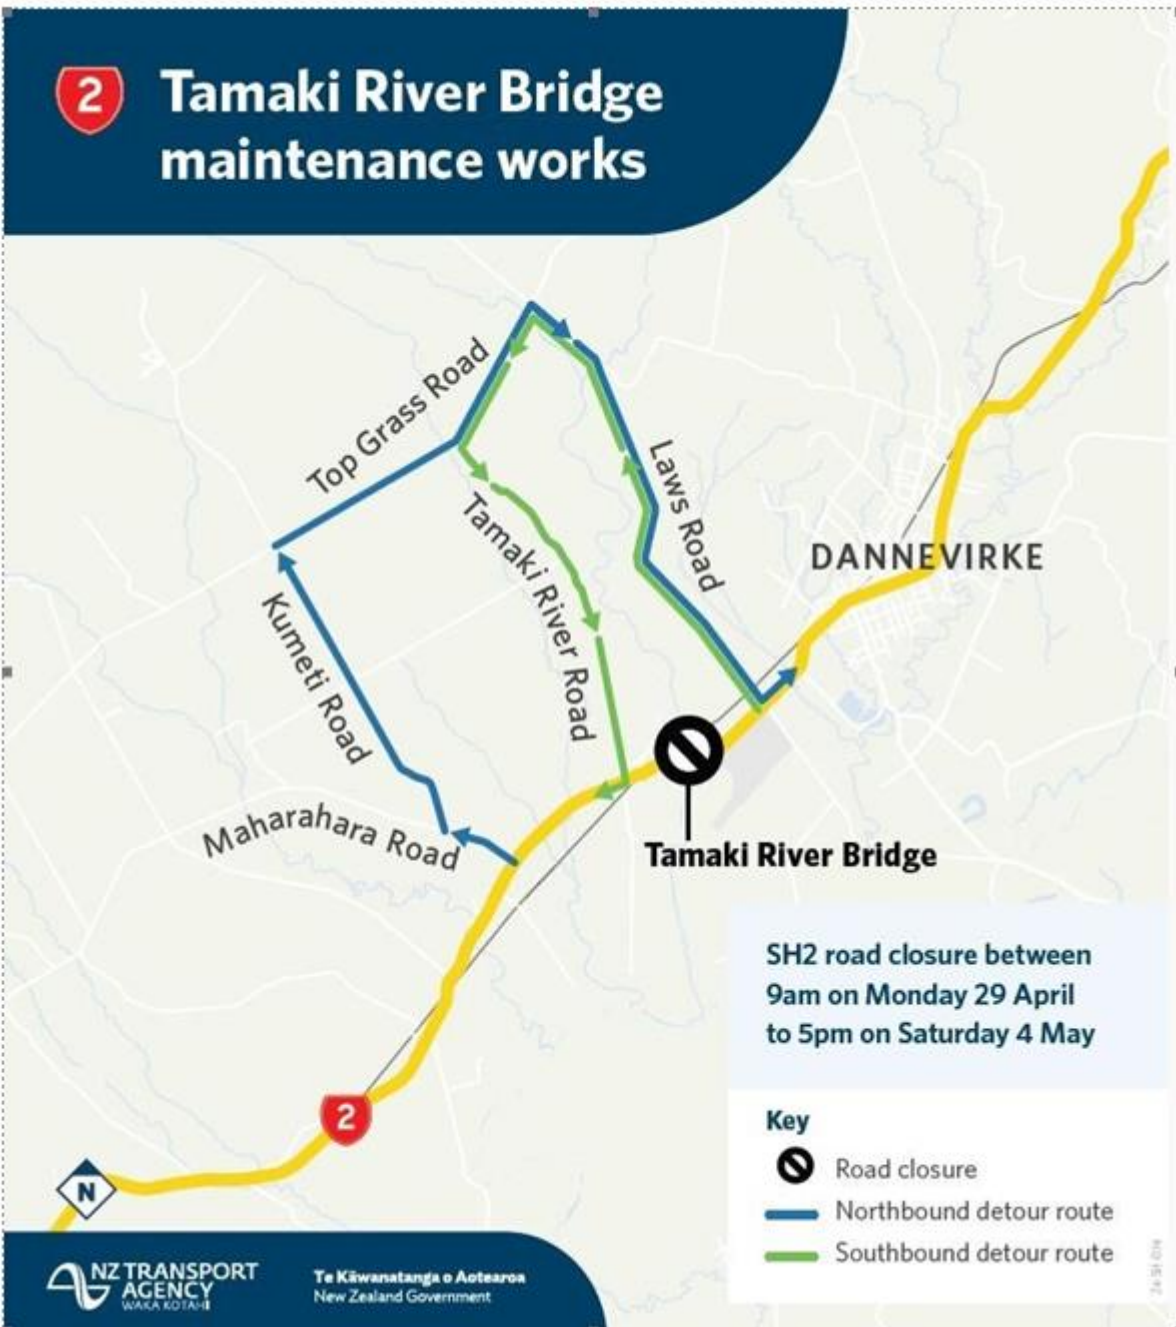 2
Tamaki River Bridge
maintenance works
Top Grass Road
Laws Road
Tamaki River Road
DANNEVIRKE
Kumeti Road
Maharahara Road
Tamaki River Bridge
SH2 road closure between
9am on Monday 29 April
to 5pm on Saturday 4 May
2
N
Key
Road closure
Northbound detour route
Southbound detour route
NZ TRANSPORT
AGENCY
WAKA KOTAHI
Te Kāwanatanga o Aotearoa
New Zealand Government